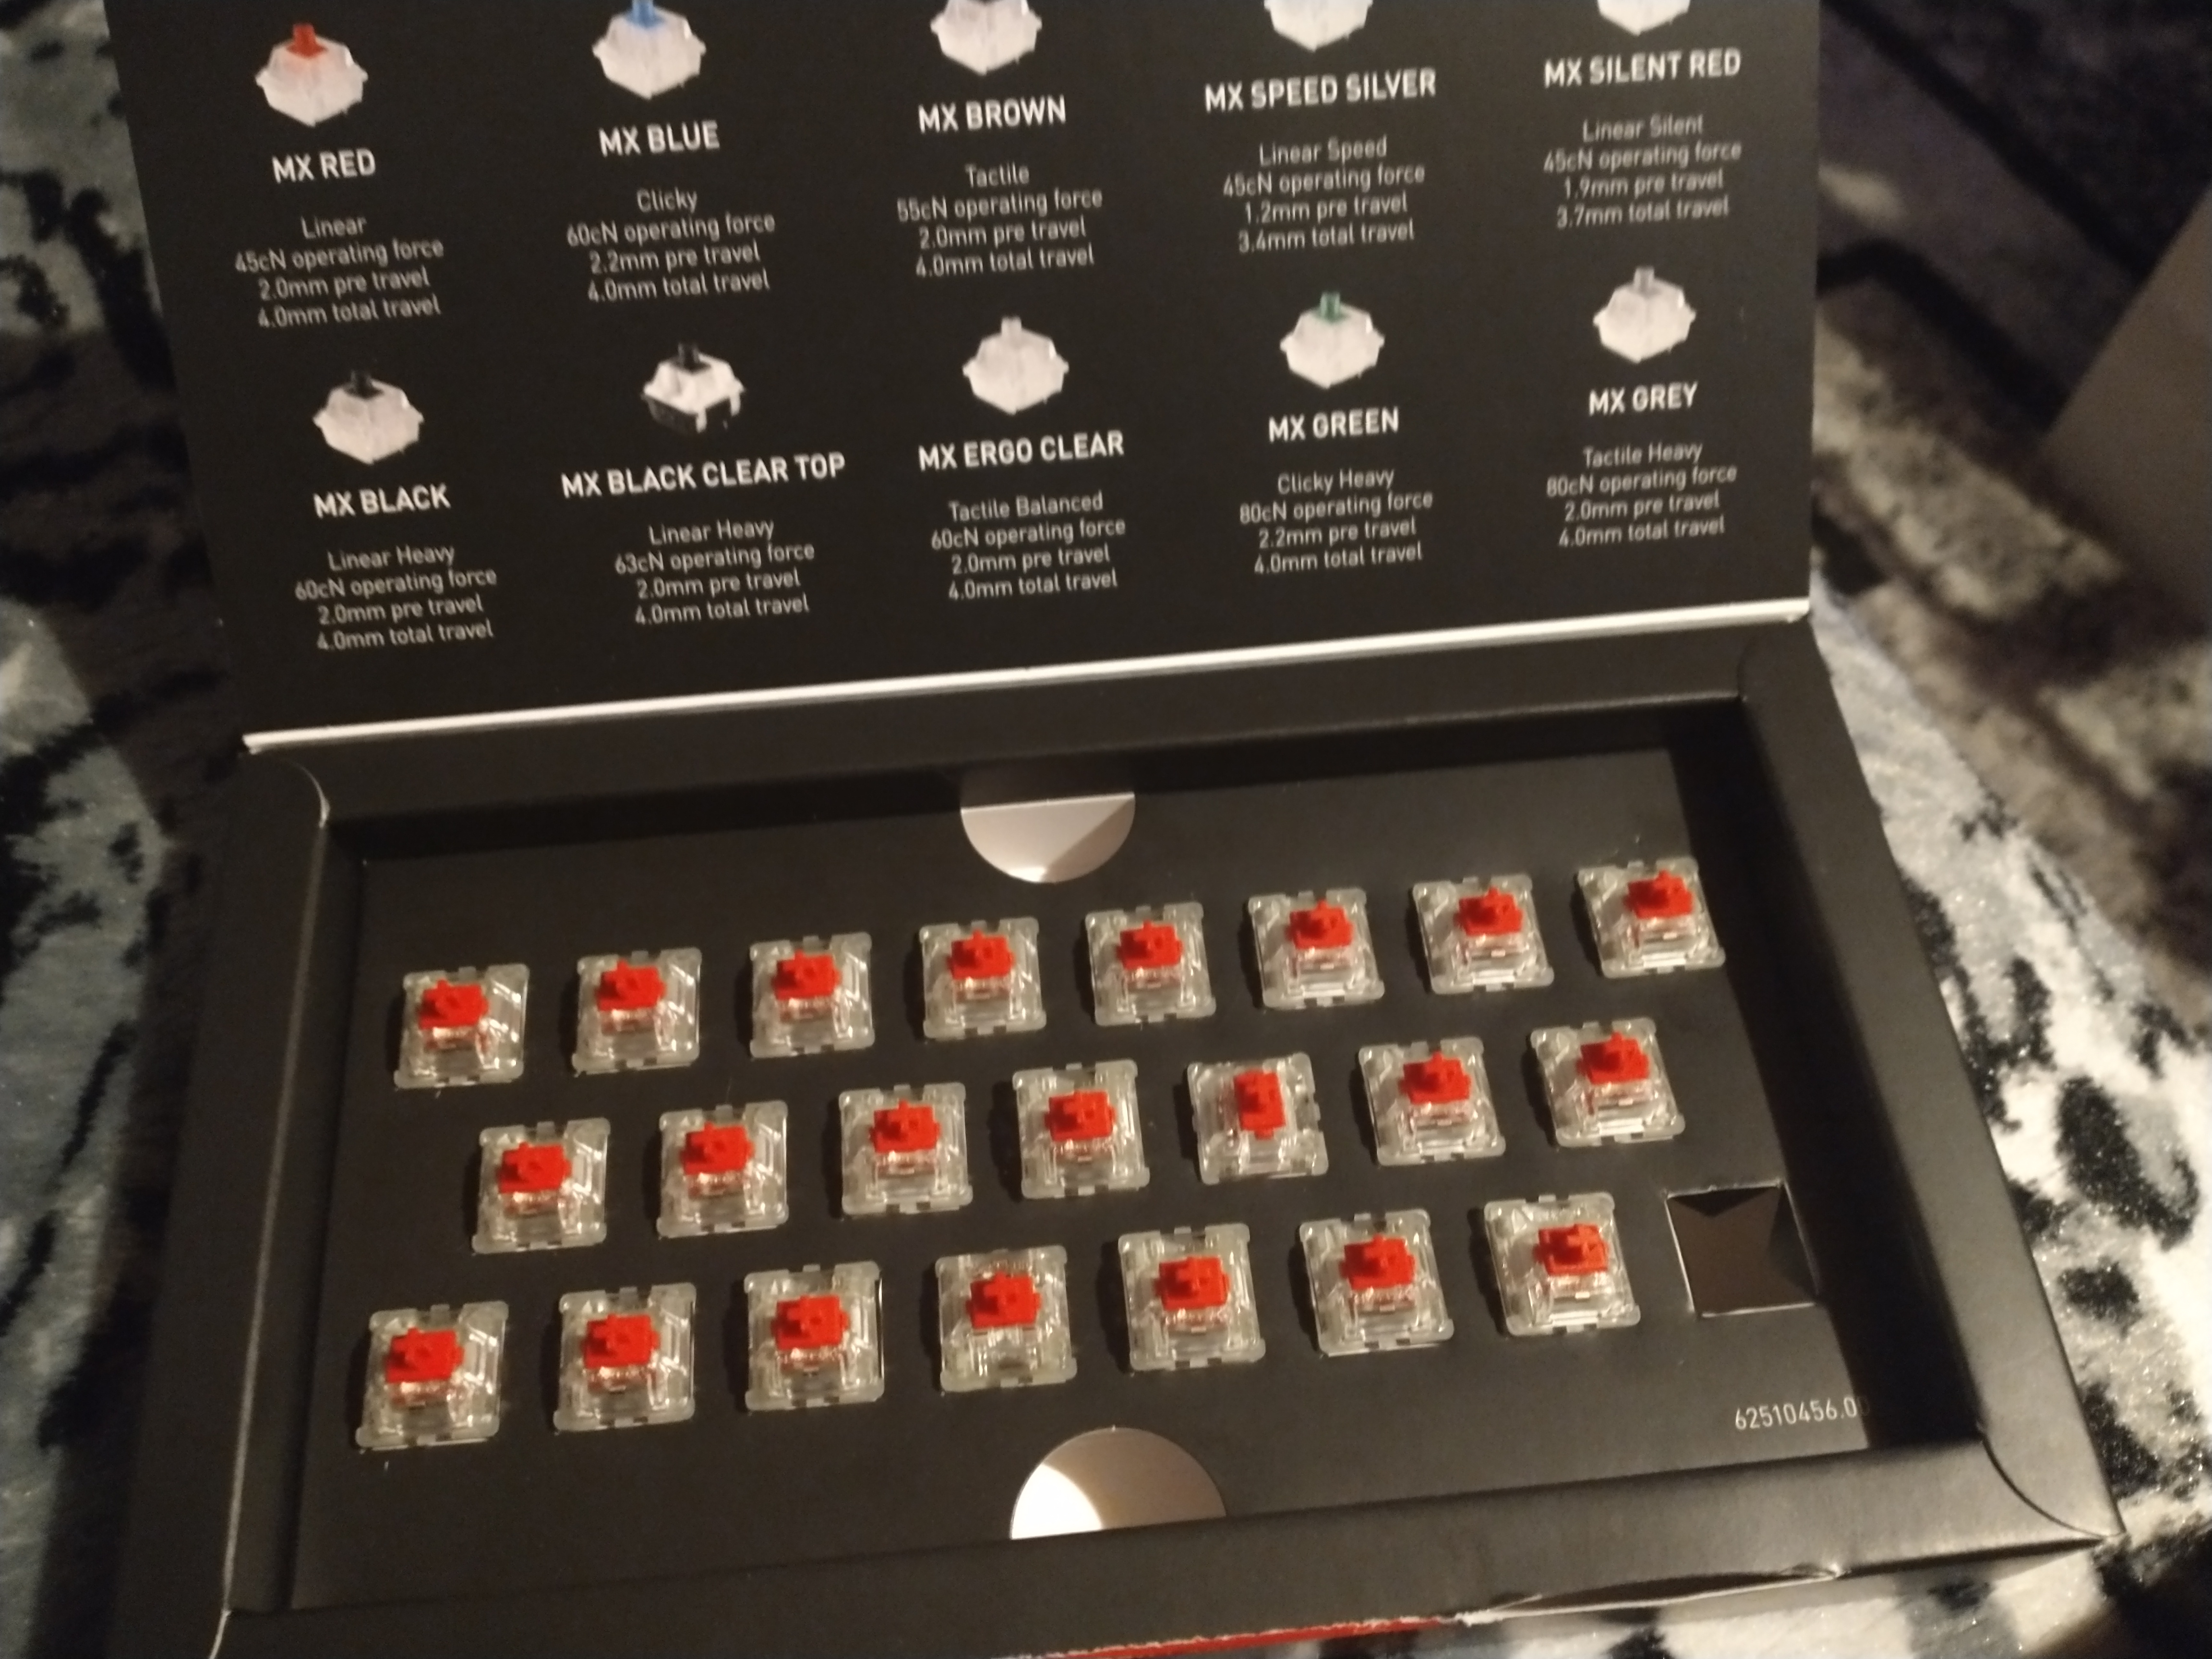 MX RED
Linear
45cN operating force
2.0mm pre travel
4.0mm total travel
MX BLUE
Clicky
60cN operating force
2.2mm pre travel
4.0mm total travel
MX BROWN
Tactile
55cN operating force
2.0mm pre travel
4.0mm total travel
MX SPEED SILVER
Linear Speed
45cN operating force
1.2mm pre travel
3.4mm total travel
MX SILENT RED
Linear Silent
45cN operating force
1.9mm pre travel
3.7mm total travel
MX BLACK
Linear Heavy
60cN operating force
2.0mm pre travel
4.0mm total travel
MX BLACK CLEAR TOP
Linear Heavy
63cN operating force
2.0mm pre travel
4.0mm total travel
MX ERGO CLEAR
Tactile Balanced
60cN operating force
2.0mm pre travel
4.0mm total travel
MX GREEN
Clicky Heavy
80cN operating force
2.2mm pre travel
4.0mm total travel
MX GREY
Tactile Heavy
80cN operating force
2.0mm pre travel
4.0mm total travel